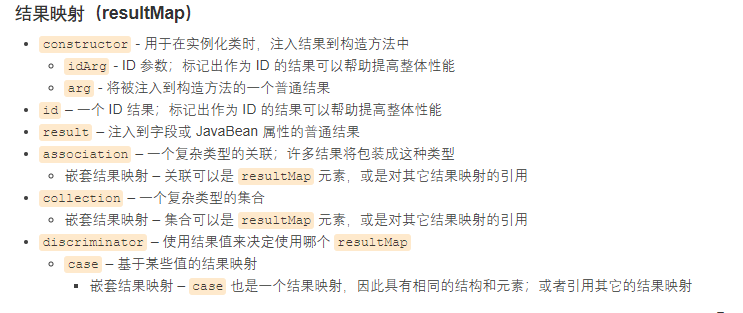 结果映射（resultMap）
constructor - 用于在实例化类时，注入结果到构造方法中
idArg - ID 参数；标记出作为 ID 的结果可以帮助提高整体性能
arg - 将被注入到构造方法的一个普通结果
id – 一个 ID 结果；标记出作为 ID 的结果可以帮助提高整体性能
result – 注入到字段或 JavaBean 属性的普通结果
association – 一个复杂类型的关联；许多结果将包装成这种类型
嵌套结果映射 – 关联可以是 resultMap 元素，或是对其它结果映射的引用
collection – 一个复杂类型的集合
嵌套结果映射 – 集合可以是 resultMap 元素，或是对其它结果映射的引用
discriminator – 使用结果值来决定使用哪个 resultMap
case – 基于某些值的结果映射
嵌套结果映射 – case 也是一个结果映射，因此具有相同的结构和元素；或者引用其它的结果映射